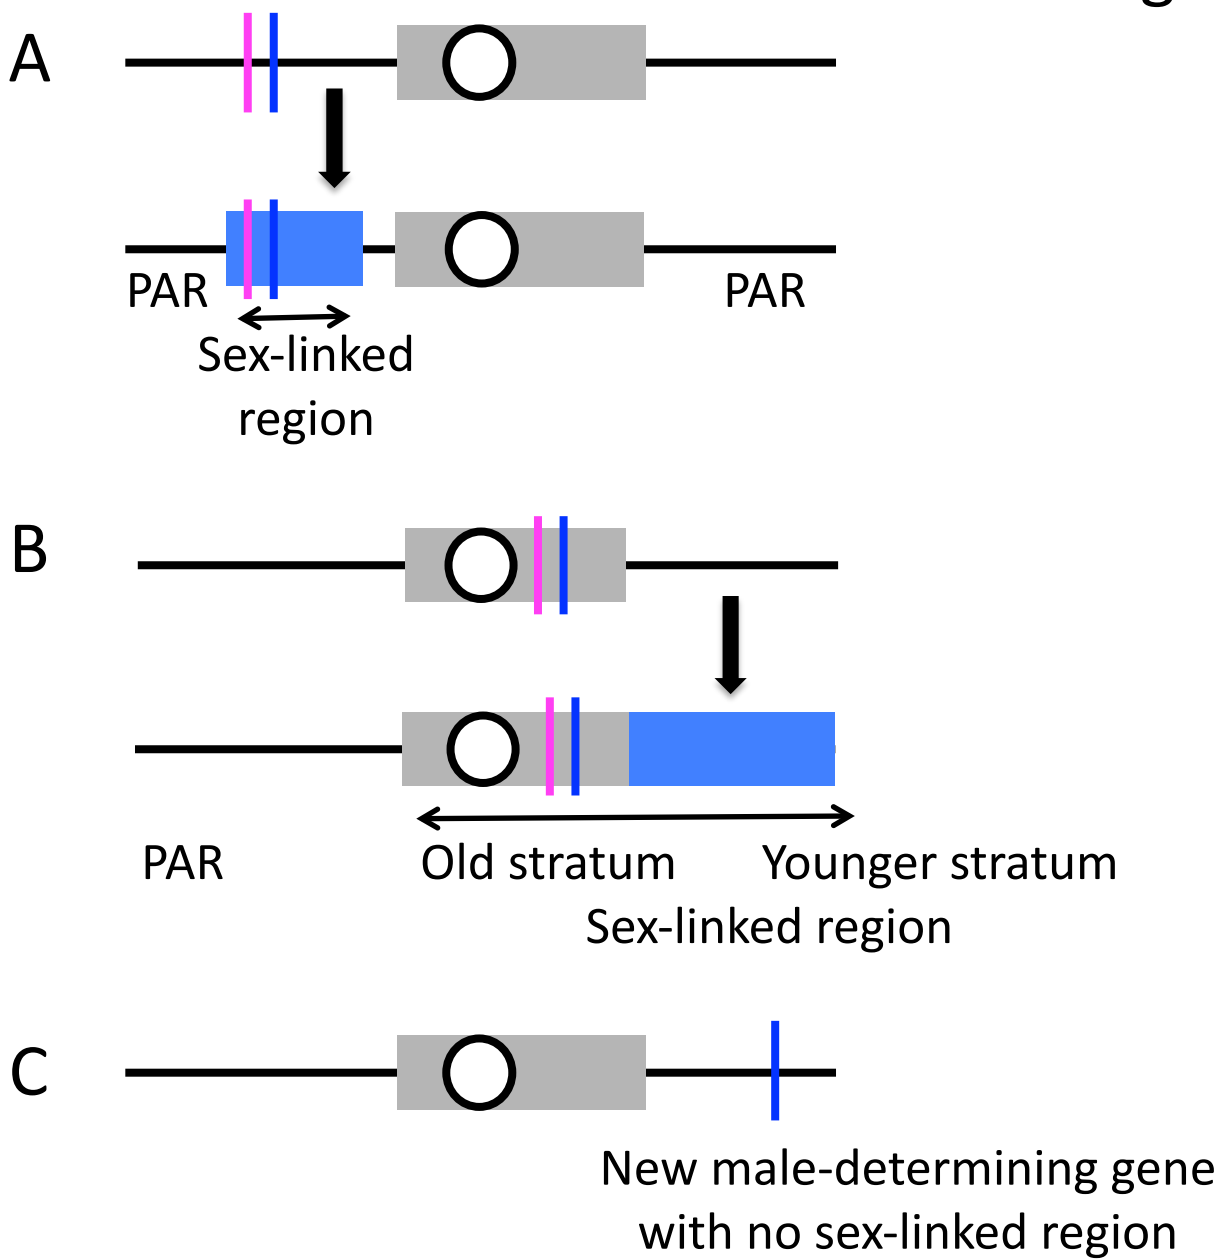 A
PAR
PAR
Sex-linked
region
B
PAR
Old stratum
Younger stratum
Sex-linked region
C
New male-determining gene
with no sex-linked region